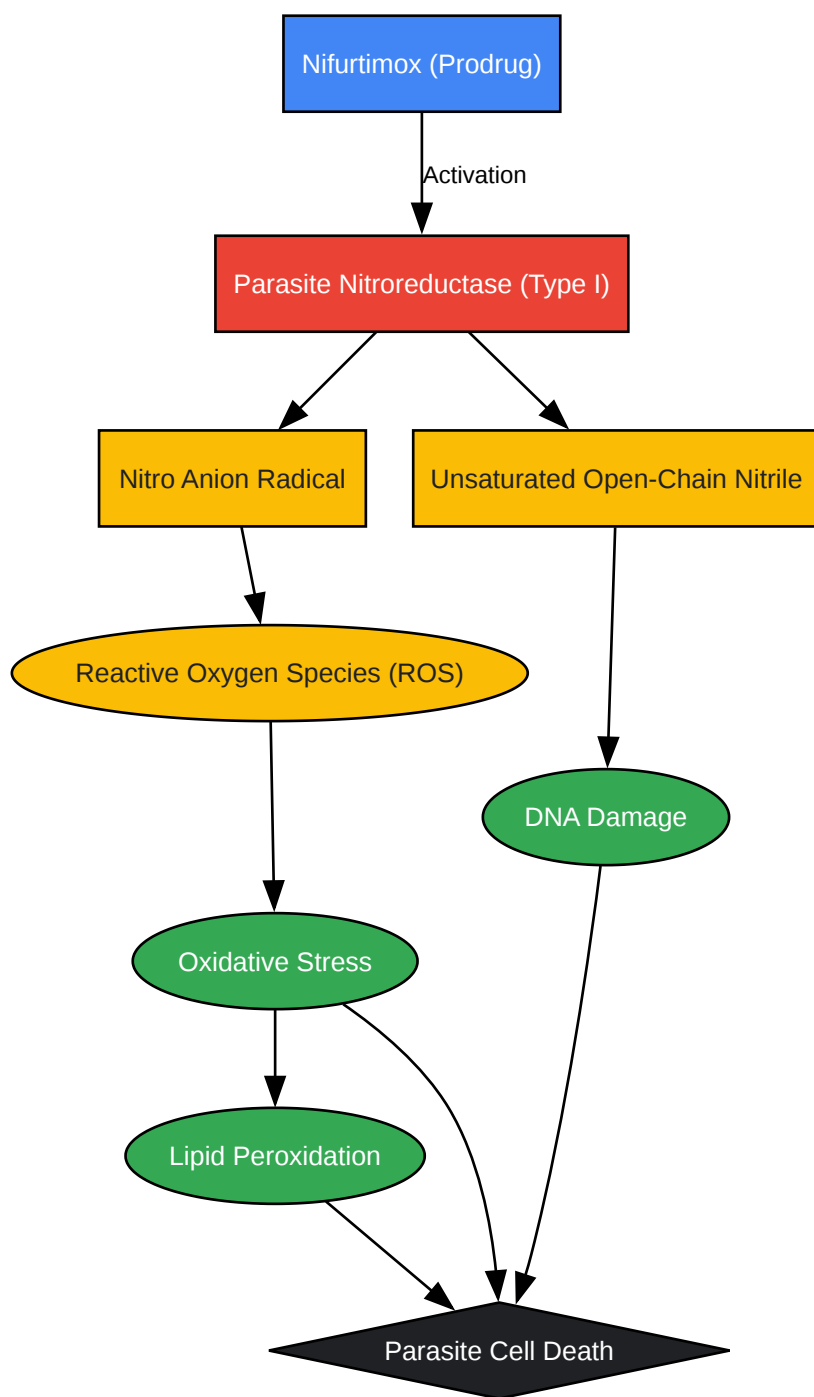 Nifurtimox (Prodrug)
Activation
Parasite Nitroreductase (Type I)
Nitro Anion Radical
Unsaturated Open-Chain Nitrile
Reactive Oxygen Species (ROS)
DNA Damage
Oxidative Stress
Lipid Peroxidation
Parasite Cell Death